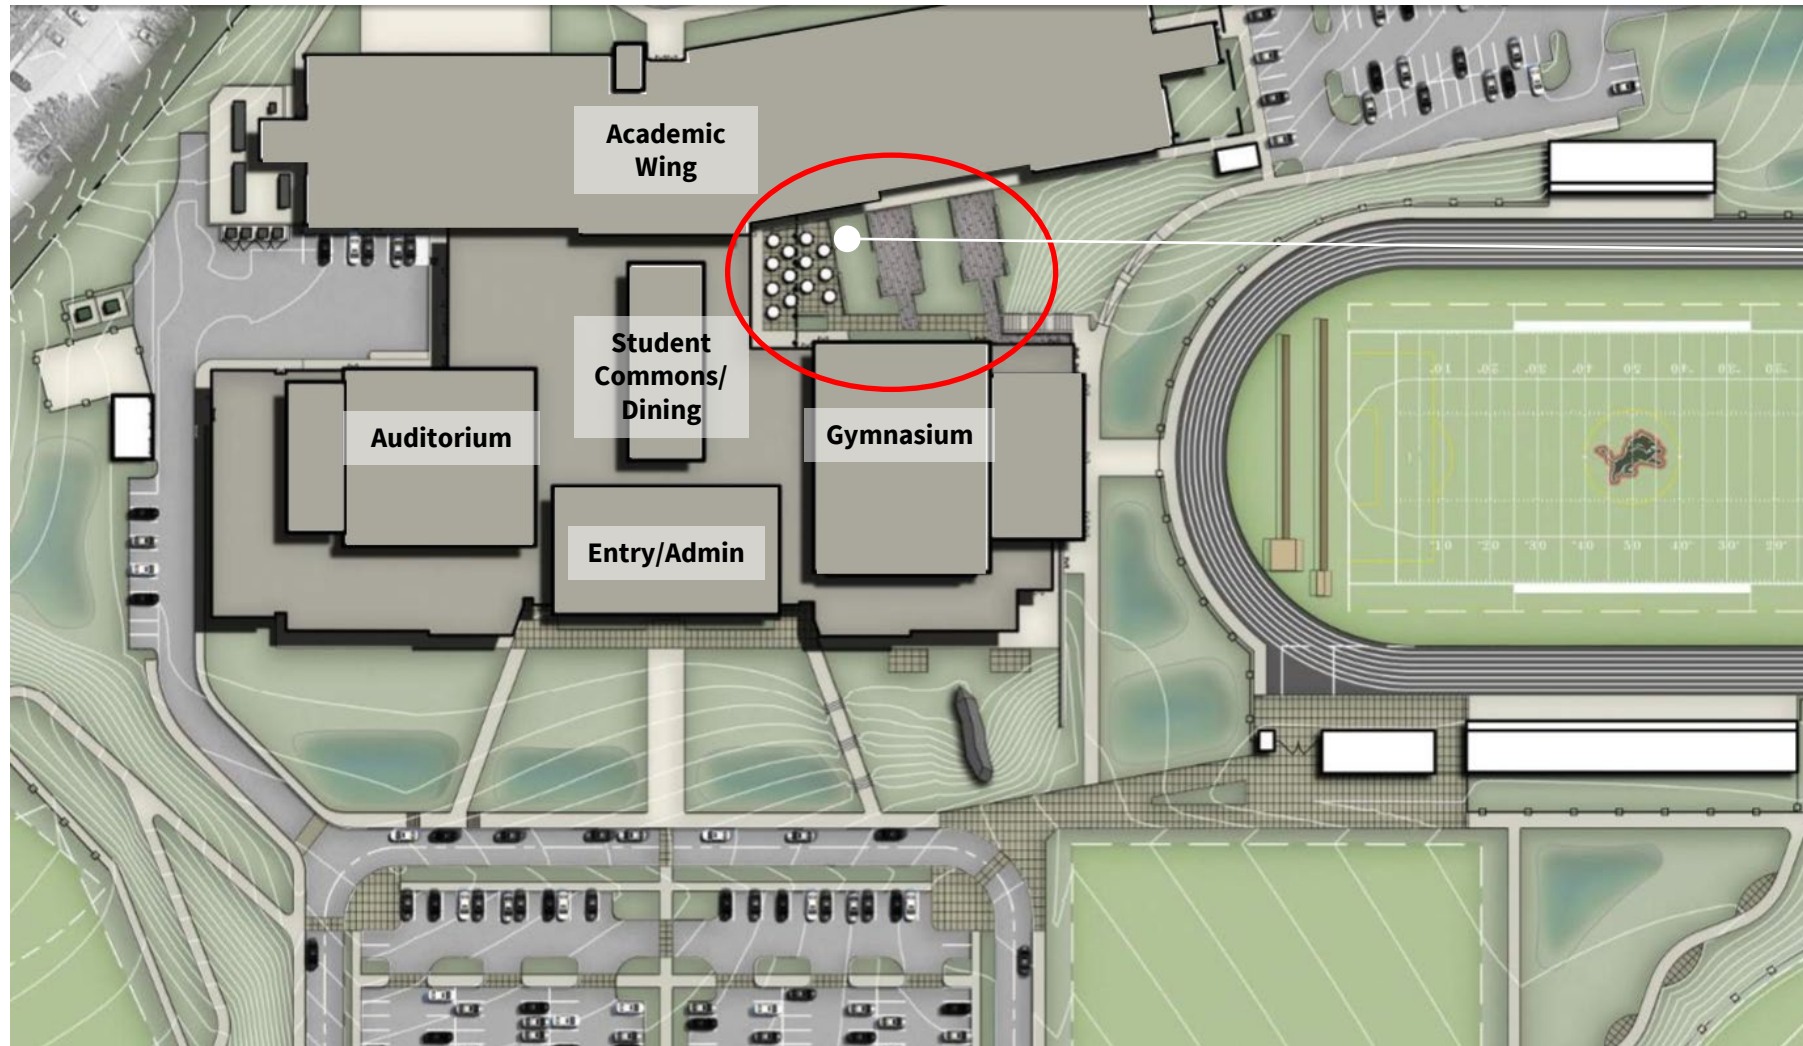 Academic
Wing
Student
Commons/
Dining
Auditorium
Gymnasium
Entry/Admin